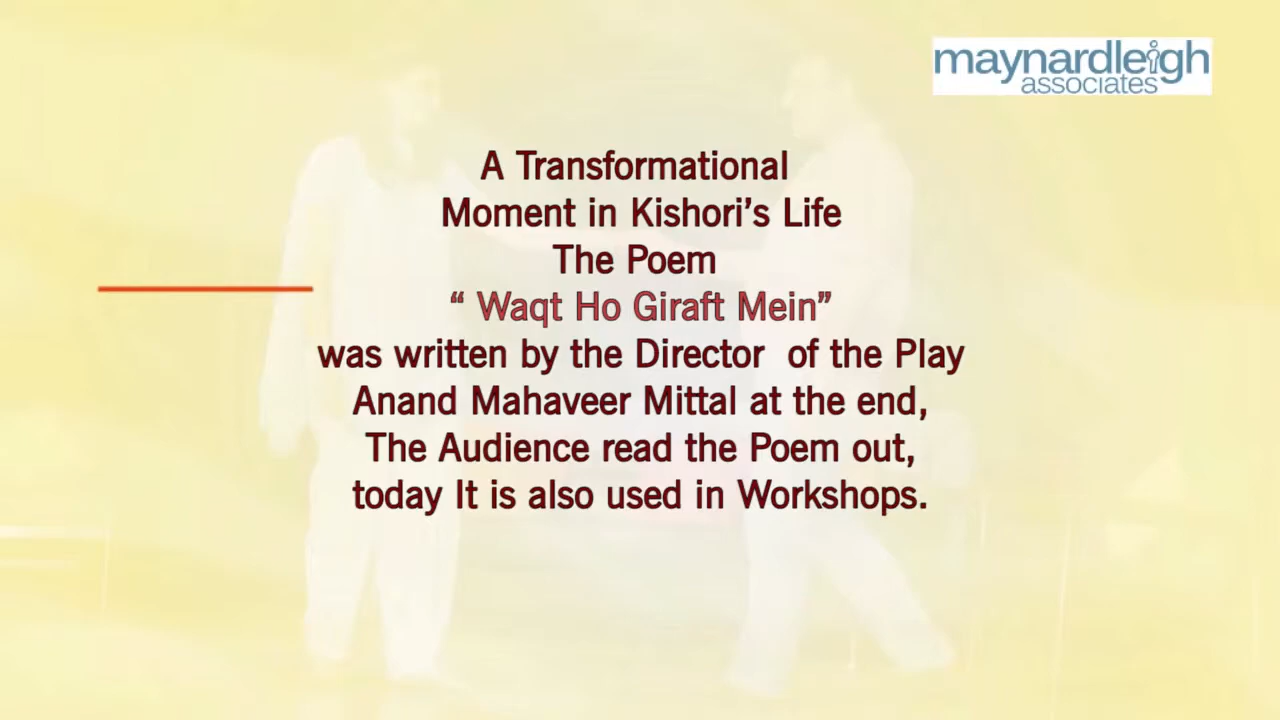 maynardleigh
associates
A Transformational
Moment in Kishori’s Life
The Poem
“ Waqt Ho Giraft Mein”
was written by the Director  of the Play
Anand Mahaveer Mittal at the end,
The Audience read the Poem out,
today It is also used in Workshops.